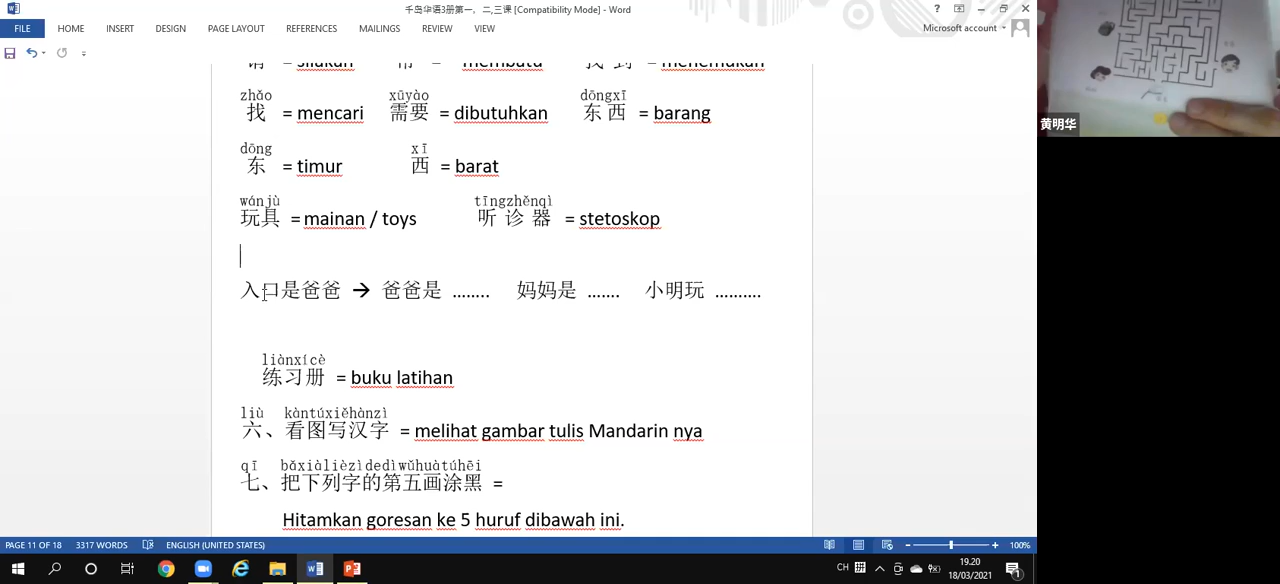 千岛华语3册第一，二,三课 [Compatibility Mode] - Word
FILE HOME INSERT DESIGN PAGE LAYOUT REFERENCES MAILINGS REVIEW VIEW Microsoft account
= silakan = membatu = menemukan
zhǎo xūyào dōngxī
找 = mencari 需要 = dibutuhkan 东西 = barang
dōng xī
东 = timur 西 = barat
wánjù tīngzhěnqì
玩具 = mainan / toys 听诊器 = stetoskop
入口是爸爸 → 爸爸是 ........ 妈妈是 ....... 小明玩 ..........
liànxícè
练习册 = buku latihan
liù kàntúxiěhànzì
六、看图写汉字 = melihat gambar tulis Mandarin nya
qī bǎxiàlièzìdedìwǔhuàtúhēi
七、把下列字的第五画涂黑 =
Hitamkan goresan ke 5 huruf dibawah ini.
PAGE 11 OF 18 3317 WORDS ENGLISH (UNITED STATES) 100%
CH 19.20
18/03/2021
黄明华